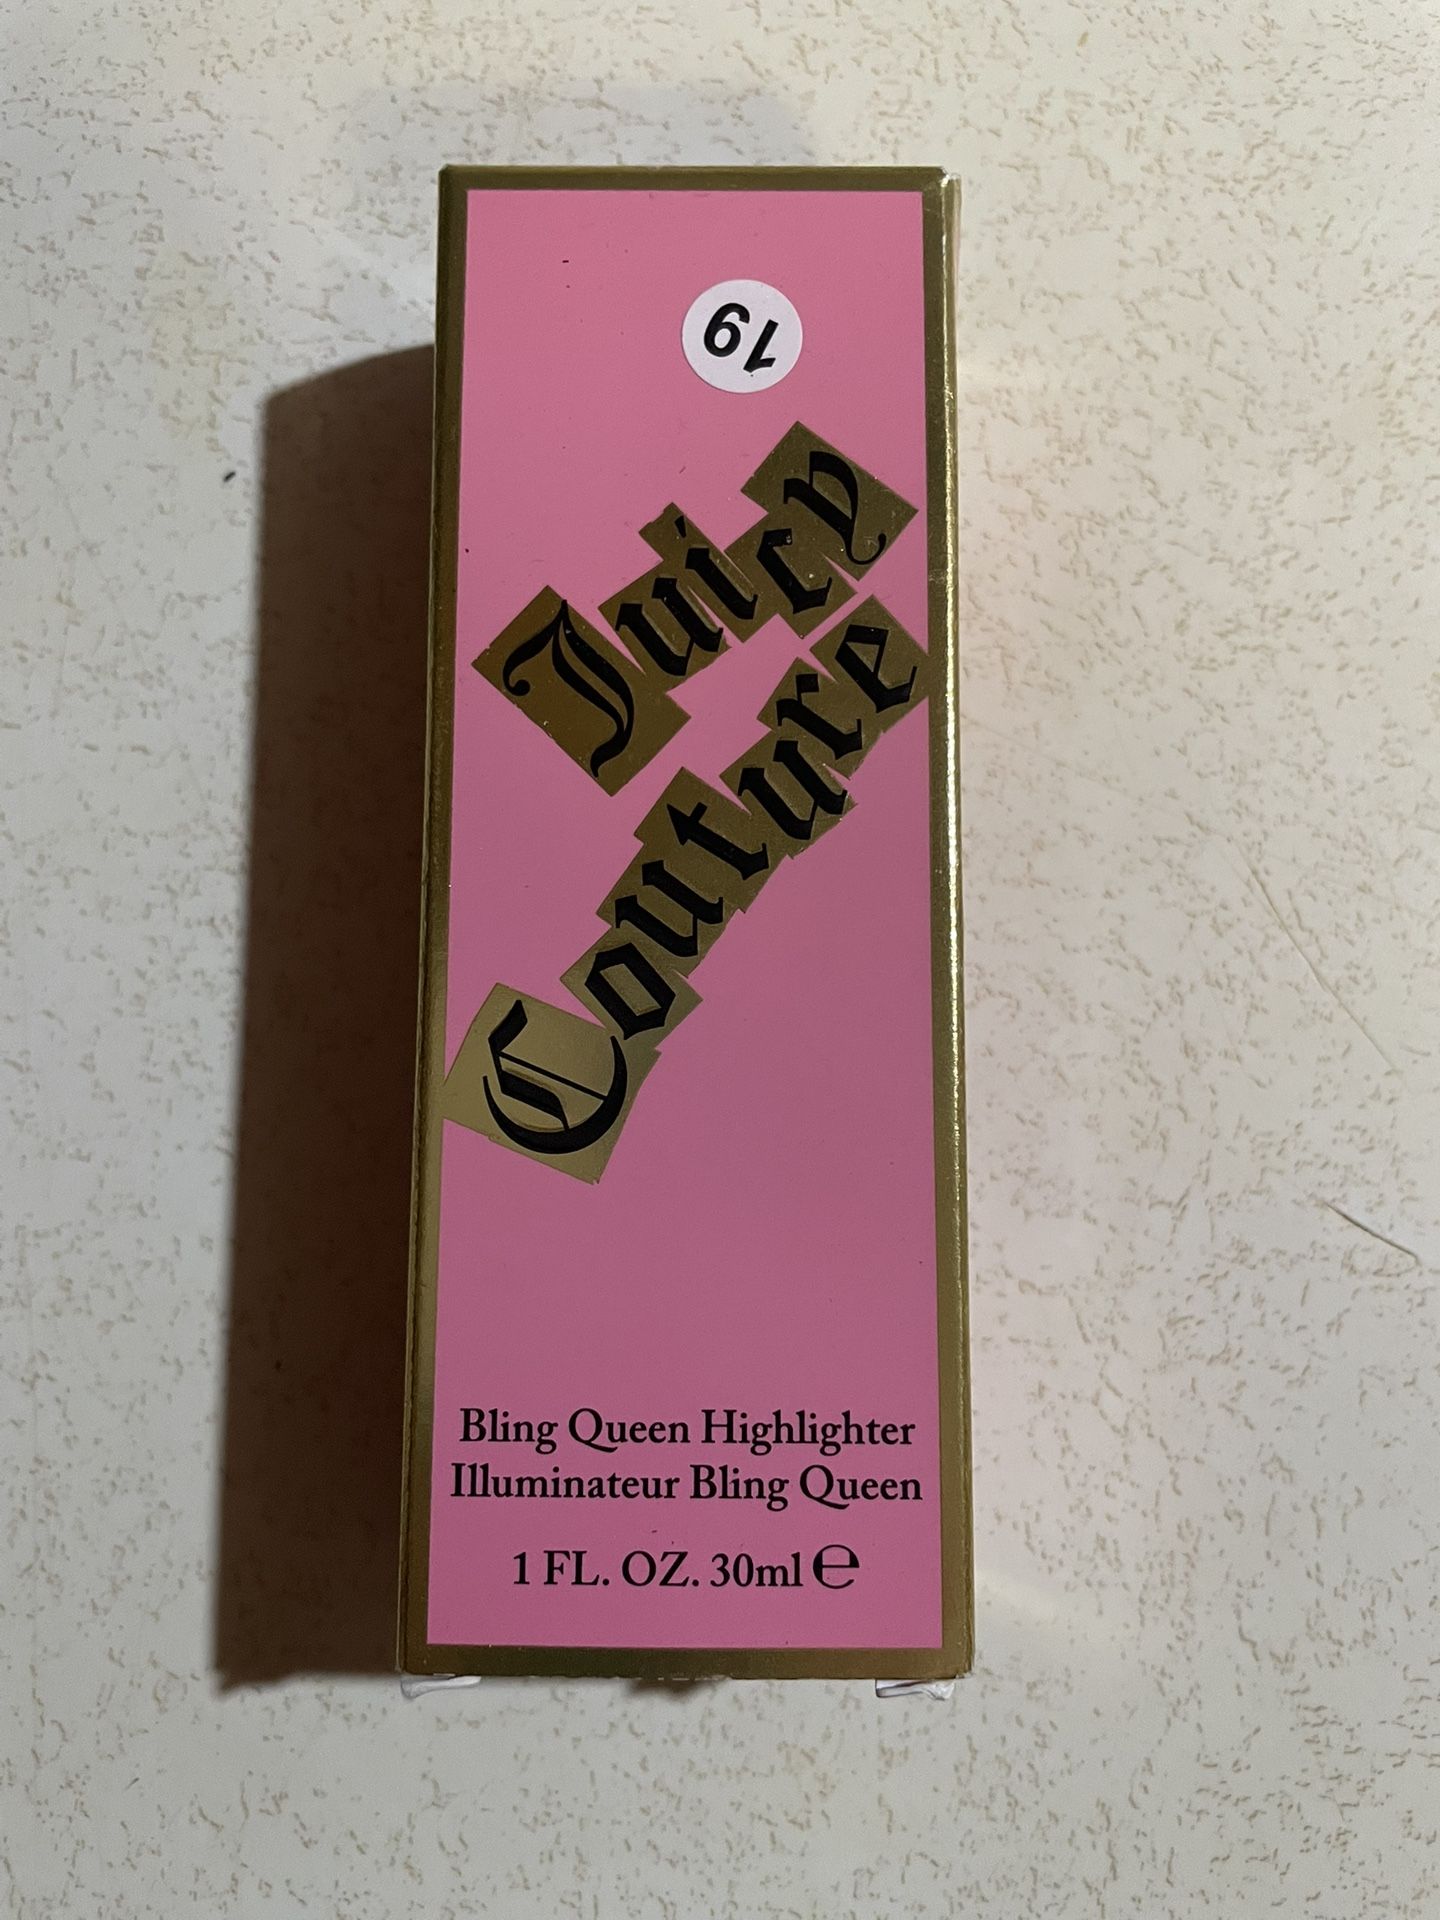 19
Juicy
Couture
Bling Queen Highlighter
Illuminateur Bling Queen
1 FL. OZ. 30ml ℮